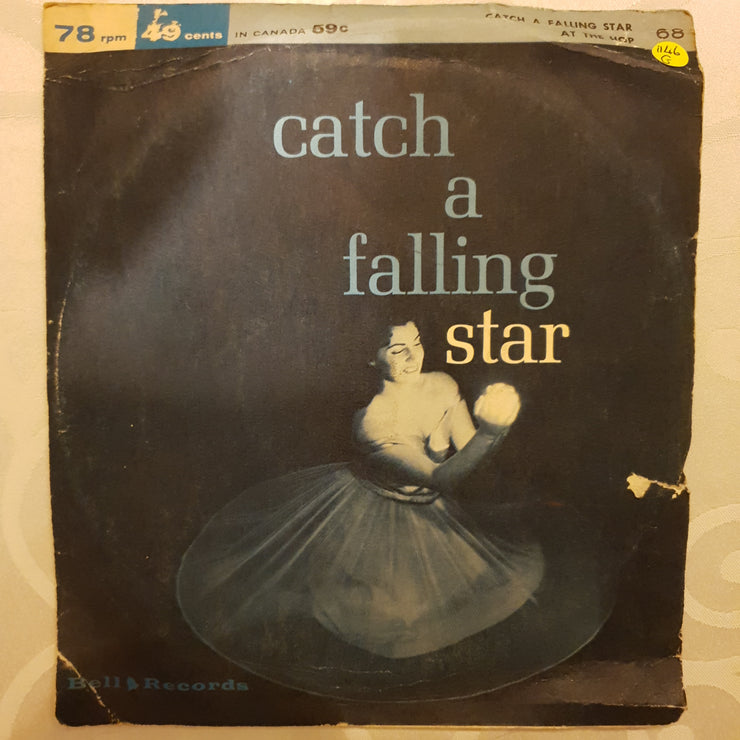 78 rpm 49 cents IN CANADA 59c CATCH A FALLING STAR 68
AT THE HOP
046
G
catch
a
falling
star
Bell Records